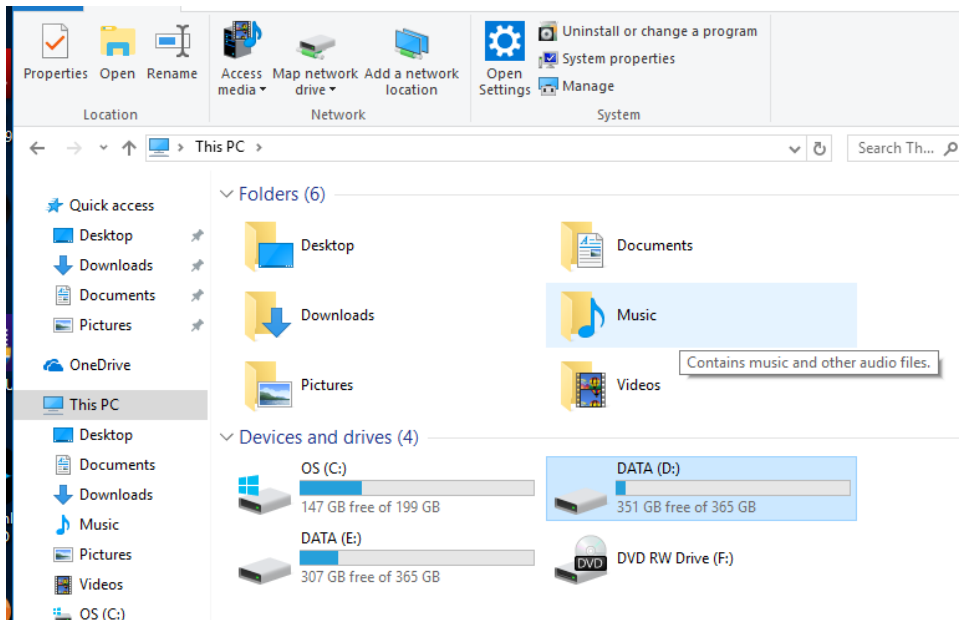 Properties Open Rename
Access media
Map network drive
Add a network location
Open Settings
Uninstall or change a program
System properties
Manage
Location
Network
System
This PC
Search Th...
Quick access
Desktop
Downloads
Documents
Pictures
OneDrive
This PC
Desktop
Documents
Downloads
Music
Pictures
Videos
OS (C:)
Folders (6)
Desktop
Documents
Downloads
Music
Contains music and other audio files.
Pictures
Videos
Devices and drives (4)
OS (C:)
147 GB free of 199 GB
DATA (D:)
351 GB free of 365 GB
DATA (E:)
307 GB free of 365 GB
DVD
DVD RW Drive (F:)